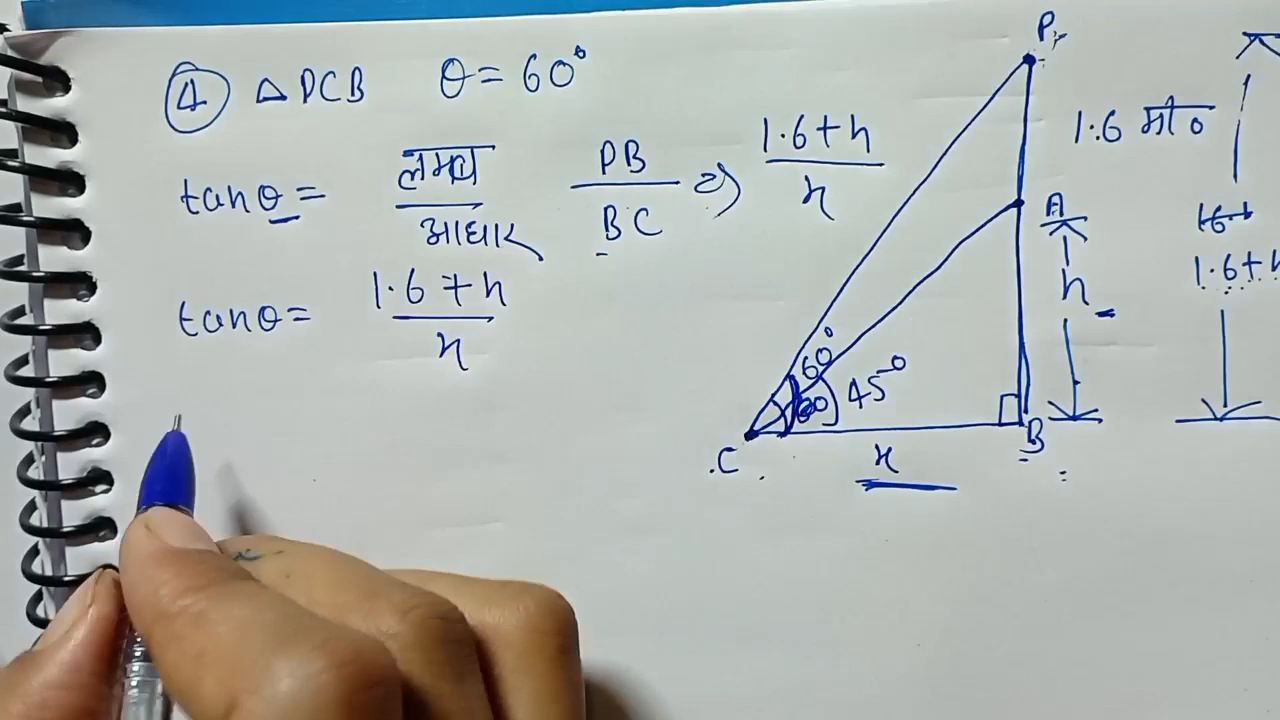 4 △PCB θ = 60°
tanθ = लम्ब / आधार PB / BC ⇒ 1.6+h / x
tanθ = 1.6+h / x
P
1.6 मी०
A
h
1.6+h
60°
45°
C
x
B